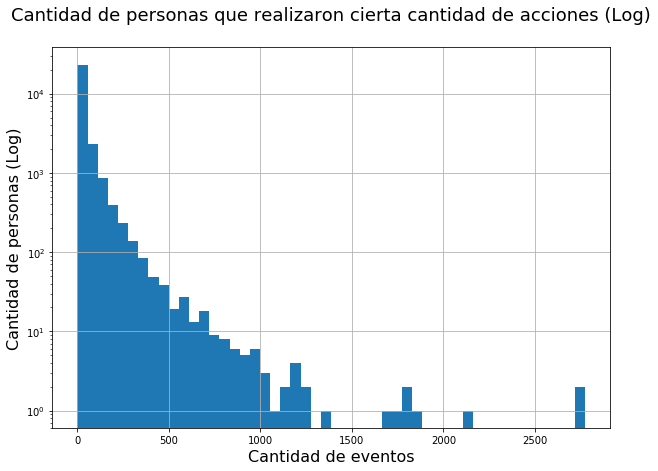 Cantidad de personas que realizaron cierta cantidad de acciones (Log)
Cantidad de personas (Log)
10⁴
10³
10²
10¹
10⁰
0 500 1000 1500 2000 2500
Cantidad de eventos